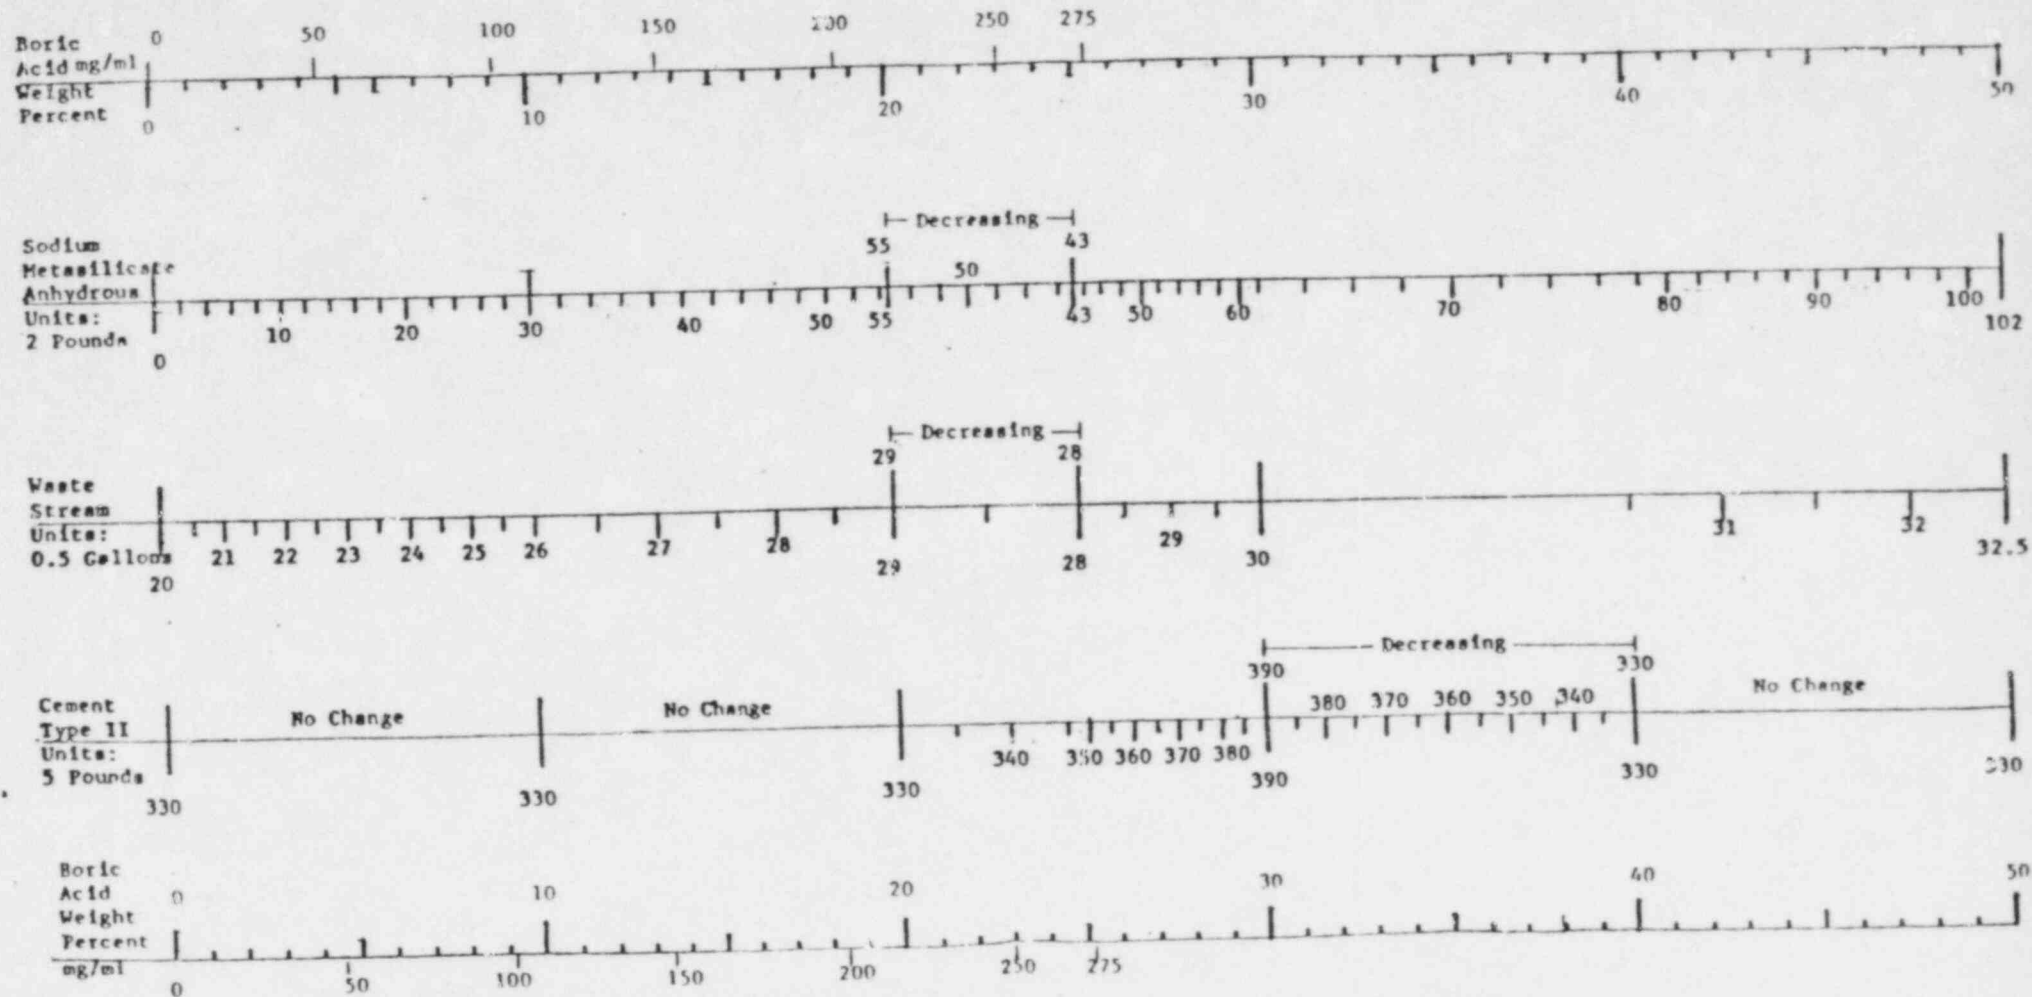 0 50 100 150 200 250 275
Boric
Acid mg/ml
Weight
Percent
0 10 20 30 40 50
Decreasing
Sodium
Metasilicate
Anhydrous
Units:
2 Pounds
55 50 43
0 10 20 30 40 50 55 43 50 60 70 80 90 100 102
Decreasing
29 28
Waste
Stream
Units:
0.5 Gallons
20 21 22 23 24 25 26 27 28 29 28 29 30 31 32 32.5
Decreasing
390 380 370 360 350 340 330
Cement
Type II
Units:
5 Pounds
No Change No Change No Change
330 330 330 340 350 360 370 380 390 330 330
Boric
Acid
Weight
Percent
0 10 20 30 40 50
mg/ml
0 50 100 150 200 250 275